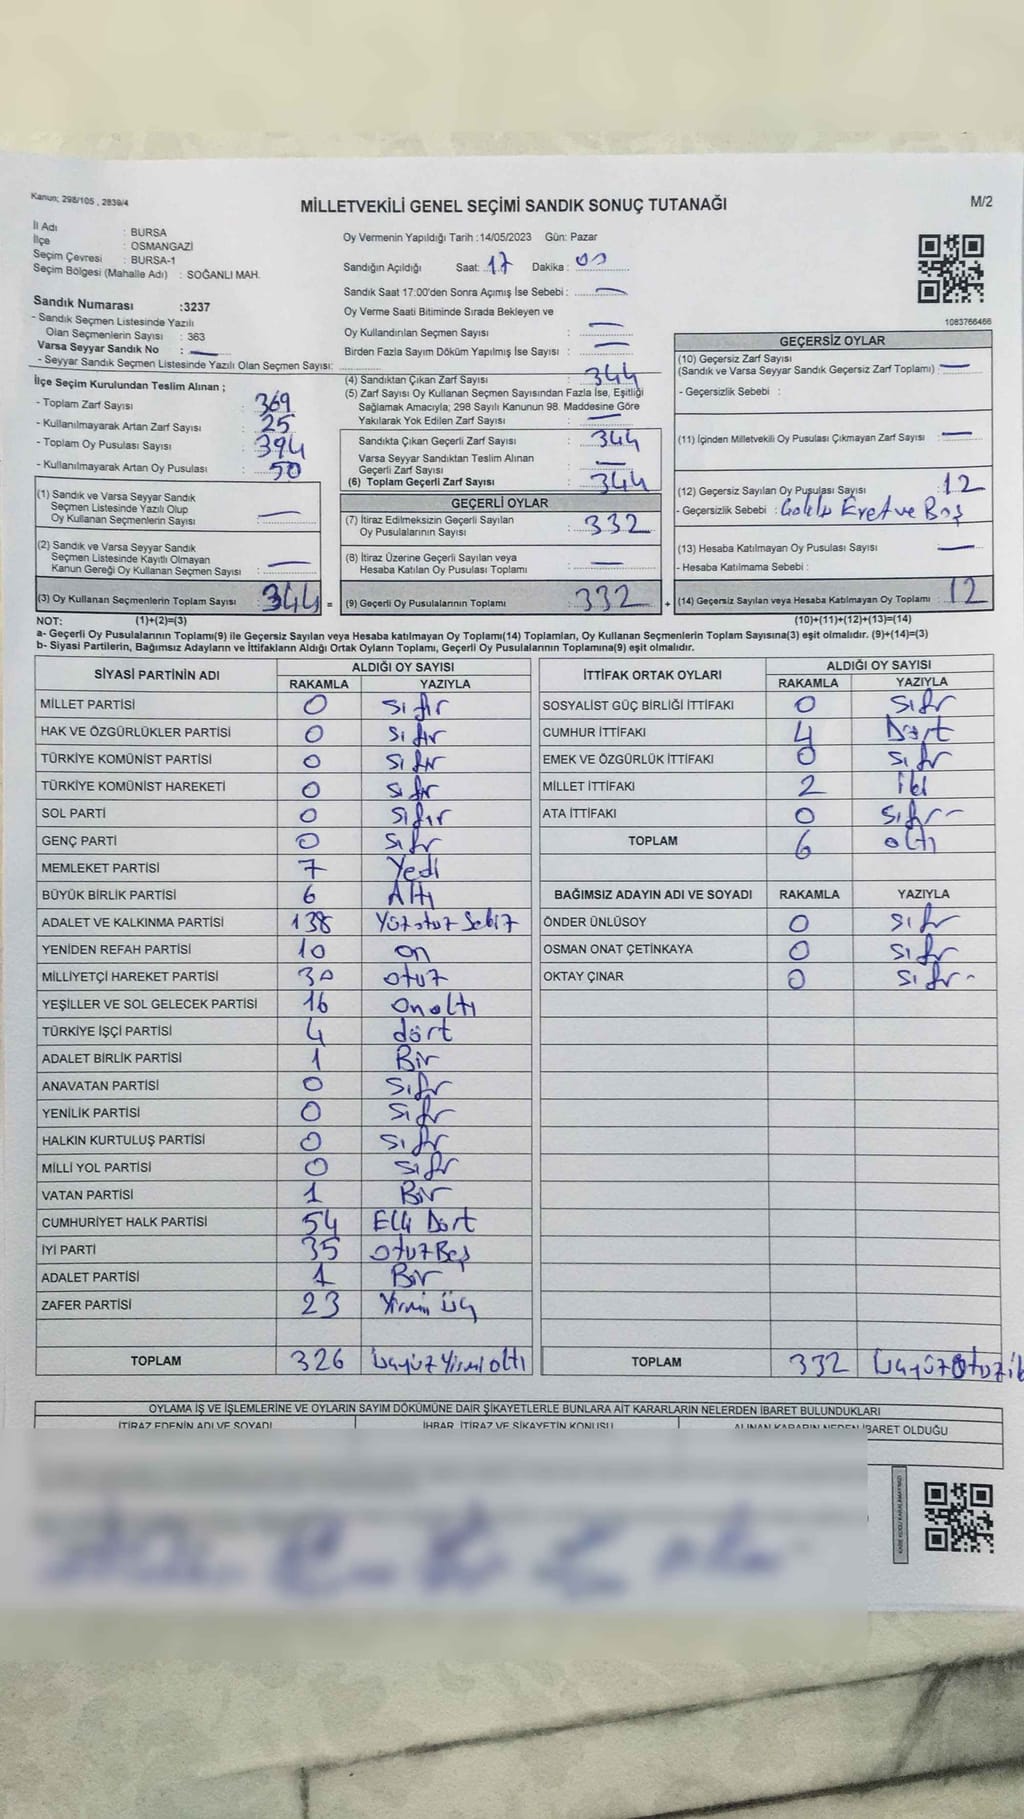 Kanun; 298/105 , 2839/4
MİLLETVEKİLİ GENEL SEÇİMİ SANDIK SONUÇ TUTANAĞI
M/2
İl Adı : BURSA
İlçe : OSMANGAZİ
Seçim Çevresi : BURSA-1
Seçim Bölgesi (Mahalle Adı) : SOĞANLI MAH.
Sandık Numarası :3237
- Sandık Seçmen Listesinde Yazılı
Olan Seçmenlerin Sayısı : 363
Varsa Seyyar Sandık No : —
- Seyyar Sandık Seçmen Listesinde Yazılı Olan Seçmen Sayısı:
Oy Vermenin Yapıldığı Tarih :14/05/2023 Gün: Pazar
Sandığın Açıldığı Saat: 17 Dakika : 00
Sandık Saat 17:00'den Sonra Açımış İse Sebebi : —
Oy Verme Saati Bitiminde Sırada Bekleyen ve
Oy Kullandırılan Seçmen Sayısı : —
Birden Fazla Sayım Döküm Yapılmış İse Sayısı : —
1083766466
İlçe Seçim Kurulundan Teslim Alınan ;
- Toplam Zarf Sayısı : 369
- Kullanılmayarak Artan Zarf Sayısı : 25
- Toplam Oy Pusulası Sayısı : 394
- Kullanılmayarak Artan Oy Pusulası : 50
(1) Sandık ve Varsa Seyyar Sandık
Seçmen Listesinde Yazılı Olup
Oy Kullanan Seçmenlerin Sayısı : —
(2) Sandık ve Varsa Seyyar Sandık
Seçmen Listesinde Kayıtlı Olmayan
Kanun Gereği Oy Kullanan Seçmen Sayısı : —
(3) Oy Kullanan Seçmenlerin Toplam Sayısı : 344 =
(4) Sandıktan Çıkan Zarf Sayısı : 344
(5) Zarf Sayısı Oy Kullanan Seçmen Sayısından Fazla İse, Eşitliği
Sağlamak Amacıyla; 298 Sayılı Kanunun 98. Maddesine Göre
Yakılarak Yok Edilen Zarf Sayısı : —
Sandıkta Çıkan Geçerli Zarf Sayısı : 344
Varsa Seyyar Sandıktan Teslim Alınan
Geçerli Zarf Sayısı : —
(6) Toplam Geçerli Zarf Sayısı : 344
GEÇERLİ OYLAR
(7) İtiraz Edilmeksizin Geçerli Sayılan
Oy Pusulalarının Sayısı : 332
(8) İtiraz Üzerine Geçerli Sayılan veya
Hesaba Katılan Oy Pusulası Toplamı : —
(9) Geçerli Oy Pusulalarının Toplamı : 332 +
GEÇERSİZ OYLAR
(10) Geçersiz Zarf Sayısı
(Sandık ve Varsa Seyyar Sandık Geçersiz Zarf Toplamı) : —
- Geçersizlik Sebebi :
(11) İçinden Milletvekili Oy Pusulası Çıkmayan Zarf Sayısı : —
(12) Geçersiz Sayılan Oy Pusulası Sayısı : 12
- Geçersizlik Sebebi : Evet ve Boş
(13) Hesaba Katılmayan Oy Pusulası Sayısı : —
- Hesaba Katılmama Sebebi :
(14) Geçersiz Sayılan veya Hesaba Katılmayan Oy Toplamı : 12
NOT: (1)+(2)=(3) (10)+(11)+(12)+(13)=(14)
a- Geçerli Oy Pusulalarının Toplamı(9) ile Geçersiz Sayılan veya Hesaba katılmayan Oy Toplamı(14) Toplamları, Oy Kullanan Seçmenlerin Toplam Sayısına(3) eşit olmalıdır. (9)+(14)=(3)
b- Siyasi Partilerin, Bağımsız Adayların ve İttifakların Aldığı Ortak Oyların Toplamı, Geçerli Oy Pusulalarının Toplamına(9) eşit olmalıdır.
SİYASİ PARTİNİN ADI ALDIĞI OY SAYISI
RAKAMLA YAZIYLA
MİLLET PARTİSİ 0 sıfır
HAK VE ÖZGÜRLÜKLER PARTİSİ 0 sıfır
TÜRKİYE KOMÜNİST PARTİSİ 0 sıfır
TÜRKİYE KOMÜNİST HAREKETİ 0 sıfır
SOL PARTİ 0 sıfır
GENÇ PARTİ 0 sıfır
MEMLEKET PARTİSİ 7 Yedi
BÜYÜK BİRLİK PARTİSİ 6 Altı
ADALET VE KALKINMA PARTİSİ 138 Yüzotuz Sekiz
YENİDEN REFAH PARTİSİ 10 on
MİLLİYETÇİ HAREKET PARTİSİ 30 otuz
YEŞİLLER VE SOL GELECEK PARTİSİ 16 onaltı
TÜRKİYE İŞÇİ PARTİSİ 4 dört
ADALET BİRLİK PARTİSİ 1 Bir
ANAVATAN PARTİSİ 0 sıfır
YENİLİK PARTİSİ 0 sıfır
HALKIN KURTULUŞ PARTİSİ 0 sıfır
MİLLİ YOL PARTİSİ 0 sıfır
VATAN PARTİSİ 1 Bir
CUMHURİYET HALK PARTİSİ 54 Elli Dört
İYİ PARTİ 35 otuz Beş
ADALET PARTİSİ 1 Bir
ZAFER PARTİSİ 23 Yirmi üç
TOPLAM 326 üçyüz Yirmi altı
İTTİFAK ORTAK OYLARI ALDIĞI OY SAYISI
RAKAMLA YAZIYLA
SOSYALİST GÜÇ BİRLİĞİ İTTİFAKI 0 sıfır
CUMHUR İTTİFAKI 4 Dört
EMEK VE ÖZGÜRLÜK İTTİFAKI 0 sıfır
MİLLET İTTİFAKI 2 iki
ATA İTTİFAKI 0 sıfır
TOPLAM 6 altı
BAĞIMSIZ ADAYIN ADI VE SOYADI RAKAMLA YAZIYLA
ÖNDER ÜNLÜSOY 0 sıfır
OSMAN ONAT ÇETİNKAYA 0 sıfır
OKTAY ÇINAR 0 sıfır
TOPLAM 332 üçyüz Otuz ik
OYLAMA İŞ VE İŞLEMLERİNE VE OYLARIN SAYIM DÖKÜMÜNE DAİR ŞİKAYETLERLE BUNLARA AİT KARARLARIN NELERDEN İBARET BULUNDUKLARI
İTİRAZ EDENİN ADI VE SOYADI İHBAR, İTİRAZ VE ŞİKAYETİN KONUSU ALINAN KARARIN NEDEN İBARET OLDUĞU